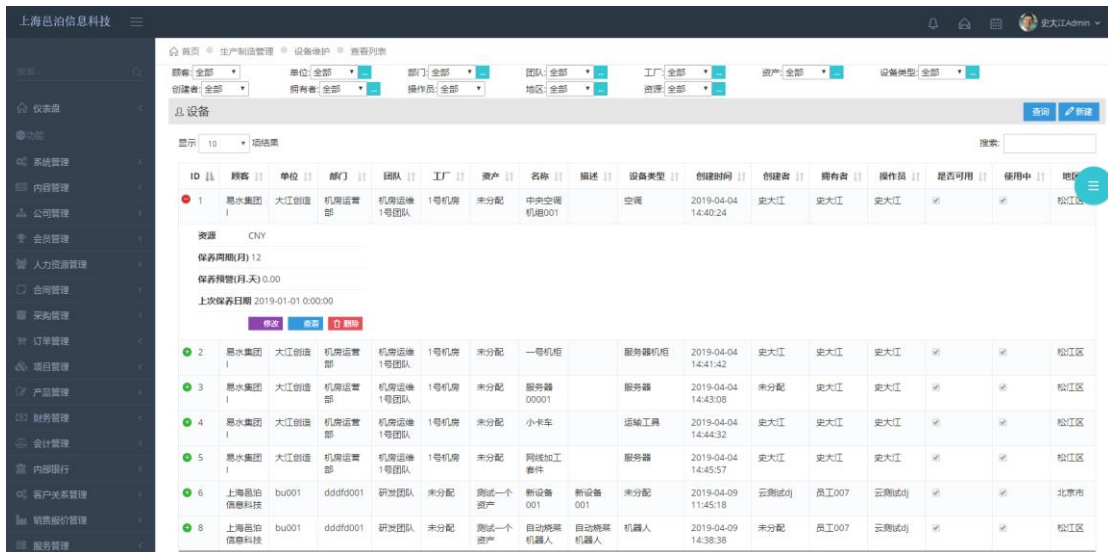 上海邑泊信息科技
史大江Admin
首页 生产制造管理 设备维护 查看列表
顾客: 全部 单位: 全部 ... 部门: 全部 ... 团队: 全部 ... 工厂: 全部 ... 资产: 全部 设备类型: 全部 ...
创建者: 全部 拥有者: 全部 ... 操作员: 全部 地区: 全部 ... 资源: 全部 ...
搜索...
仪表盘
功能
系统管理
内容管理
公司管理
会员管理
人力资源管理
合同管理
采购管理
订单管理
项目管理
产品管理
财务管理
会计管理
内部银行
客户关系管理
销售报价管理
服务管理
设备 查询 新建
显示 10 项结果 搜索:
ID 顾客 单位 部门 团队 工厂 资产 名称 描述 设备类型 创建时间 创建者 拥有者 操作员 是否可用 使用中 地区
1 易水集团 大江创造 机房运营 机房运维 1号机房 未分配 中央空调 空调 2019-04-04 史大江 史大江 史大江 松江区
I 部 1号团队 机组001 14:40:24
资源 CNY
保养周期(月) 12
保养预警(月.天) 0.00
上次保养日期 2019-01-01 0:00:00
修改 查看 删除
2 易水集团 大江创造 机房运营 机房运维 1号机房 未分配 一号机柜 服务器机柜 2019-04-04 史大江 史大江 史大江 松江区
I 部 1号团队 14:41:42
3 易水集团 大江创造 机房运营 机房运维 1号机房 未分配 服务器 服务器 2019-04-04 未分配 史大江 史大江 松江区
I 部 1号团队 00001 14:43:08
4 易水集团 大江创造 机房运营 机房运维 1号机房 未分配 小卡车 运输工具 2019-04-04 史大江 史大江 史大江 松江区
I 部 1号团队 14:44:32
5 易水集团 大江创造 机房运营 机房运维 1号机房 未分配 网线加工 服务器 2019-04-04 史大江 史大江 史大江 松江区
I 部 1号团队 套件 14:45:57
6 上海邑泊 bu001 dddfd001 研发团队 未分配 测试一个 新设备 新设备 未分配 2019-04-09 云测试dj 员工007 云测试dj 北京市
信息科技 资产 001 001 11:45:18
8 上海邑泊 bu001 dddfd001 研发团队 未分配 测试一个 自动烧菜 自动烧菜 机器人 2019-04-09 未分配 员工007 云测试dj 松江区
信息科技 资产 机器人 机器人 14:38:38